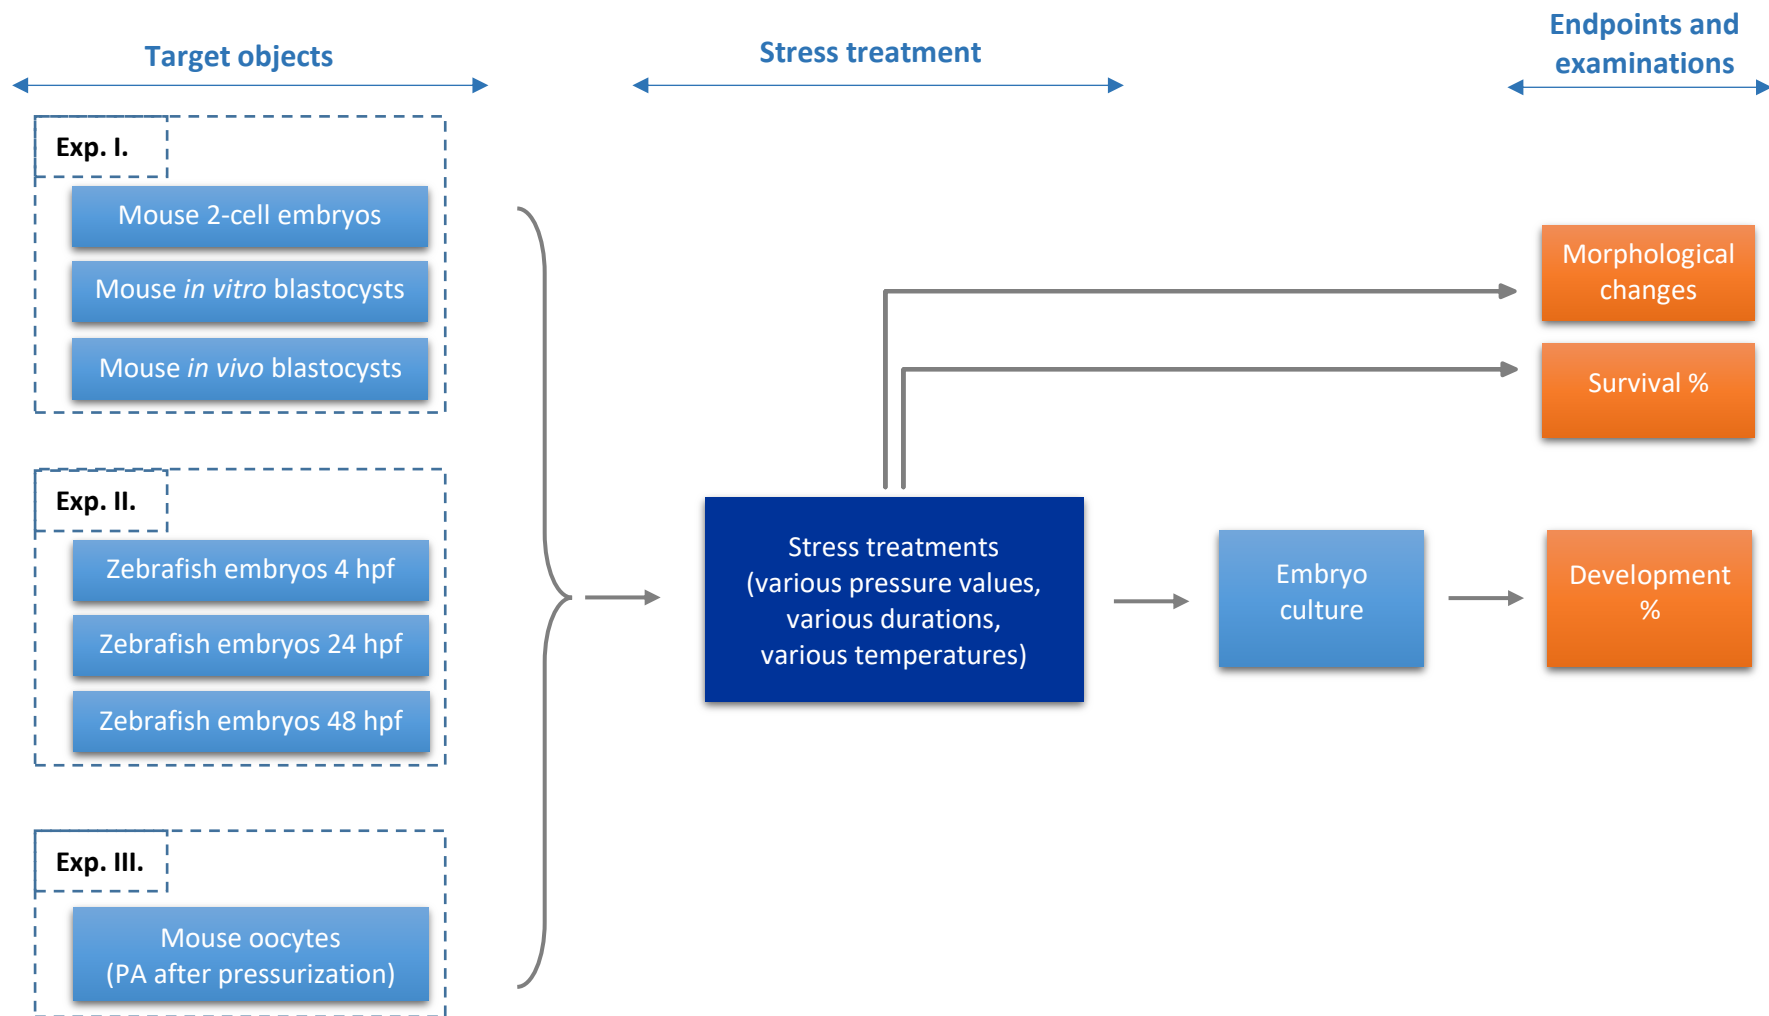 Target objects
Stress treatment
Endpoints and
examinations
Exp. I.
Mouse 2-cell embryos
Mouse in vitro blastocysts
Mouse in vivo blastocysts
Exp. II.
Zebrafish embryos 4 hpf
Zebrafish embryos 24 hpf
Zebrafish embryos 48 hpf
Exp. III.
Mouse oocytes
(PA after pressurization)
Stress treatments
(various pressure values,
various durations,
various temperatures)
Embryo
culture
Morphological
changes
Survival %
Development
%